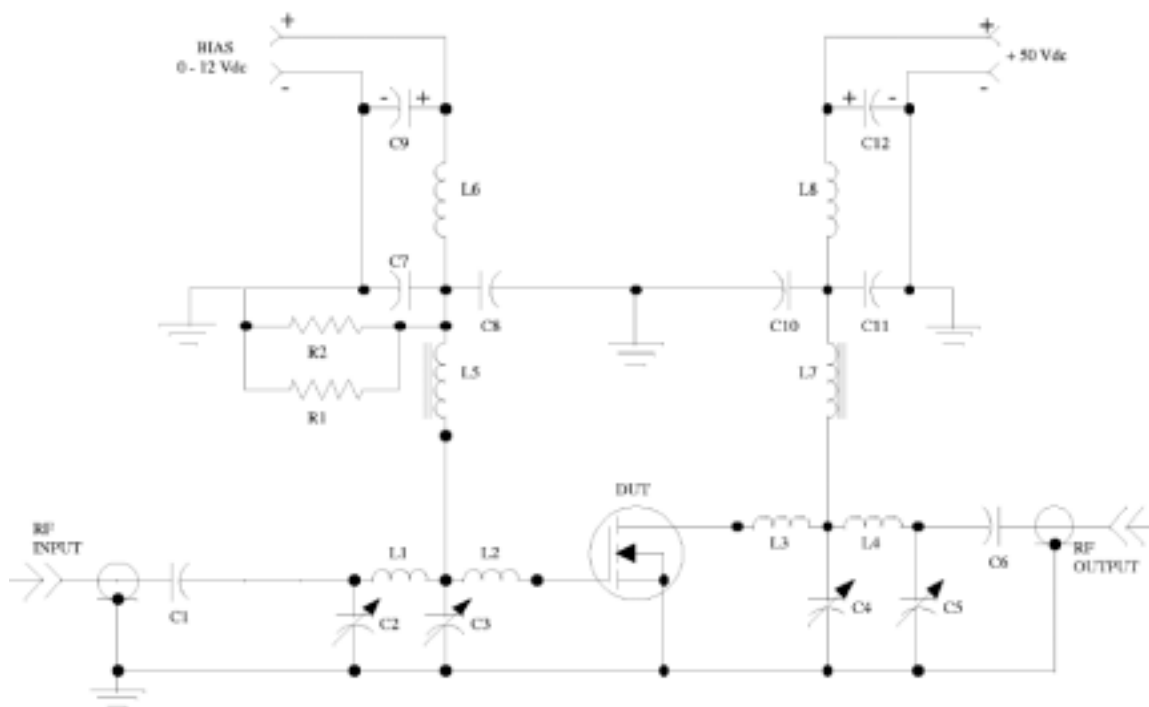 +
BIAS
0 - 12 Vdc
-
- +
C9
L6
C7
C8
R2
L5
R1
+
+ 50 Vdc
-
+ -
C12
L8
C10
C11
L7
DUT
RF
INPUT
C1
L1
L2
C2
C3
L3
L4
C6
RF
OUTPUT
C4
C5